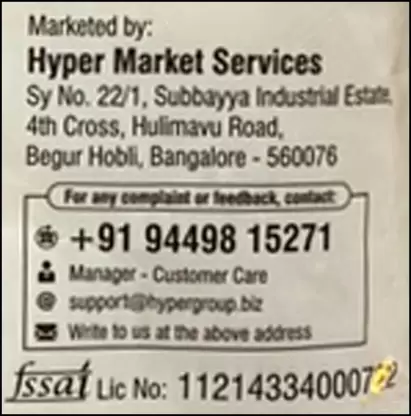 Marketed by:
Hyper Market Services
Sy No. 22/1, Subbayya Industrial Estate,
4th Cross, Hulimavu Road,
Begur Hobli, Bangalore - 560076
For any complaint or feedback, contact:
+91 94498 15271
Manager - Customer Care
support@hypergroup.biz
Write to us at the above address
fssai Lic No: